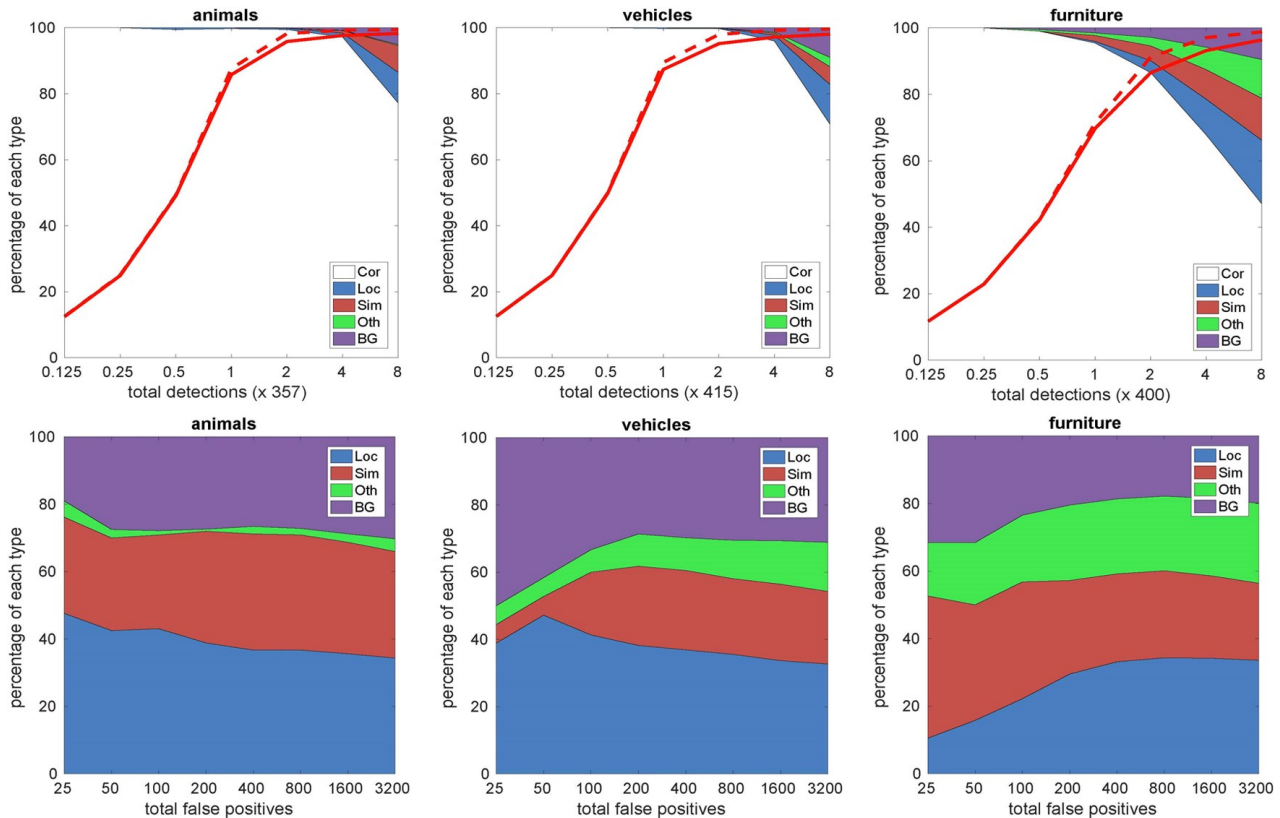 animals
percentage of each type
100
80
60
40
20
0
Cor
Loc
Sim
Oth
BG
0.125 0.25 0.5 1 2 4 8
total detections (x 357)
vehicles
percentage of each type
100
80
60
40
20
0
Cor
Loc
Sim
Oth
BG
0.125 0.25 0.5 1 2 4 8
total detections (x 415)
furniture
percentage of each type
100
80
60
40
20
0
Cor
Loc
Sim
Oth
BG
0.125 0.25 0.5 1 2 4 8
total detections (x 400)
animals
percentage of each type
100
80
60
40
20
0
Loc
Sim
Oth
BG
25 50 100 200 400 800 1600 3200
total false positives
vehicles
percentage of each type
100
80
60
40
20
0
Loc
Sim
Oth
BG
25 50 100 200 400 800 1600 3200
total false positives
furniture
percentage of each type
100
80
60
40
20
0
Loc
Sim
Oth
BG
25 50 100 200 400 800 1600 3200
total false positives